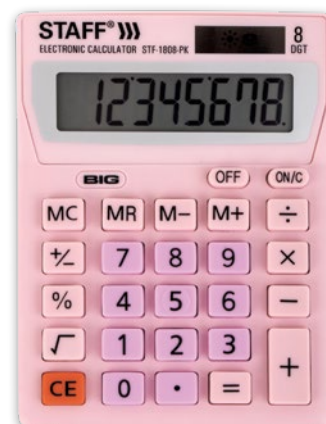 STAFF® 8
ELECTRONIC CALCULATOR STF-1808-PK DGT
12345678.
BIG OFF ON/C
MC MR M− M+ ÷
+/− 7 8 9 ×
% 4 5 6 −
√ 1 2 3 +
CE 0 · =